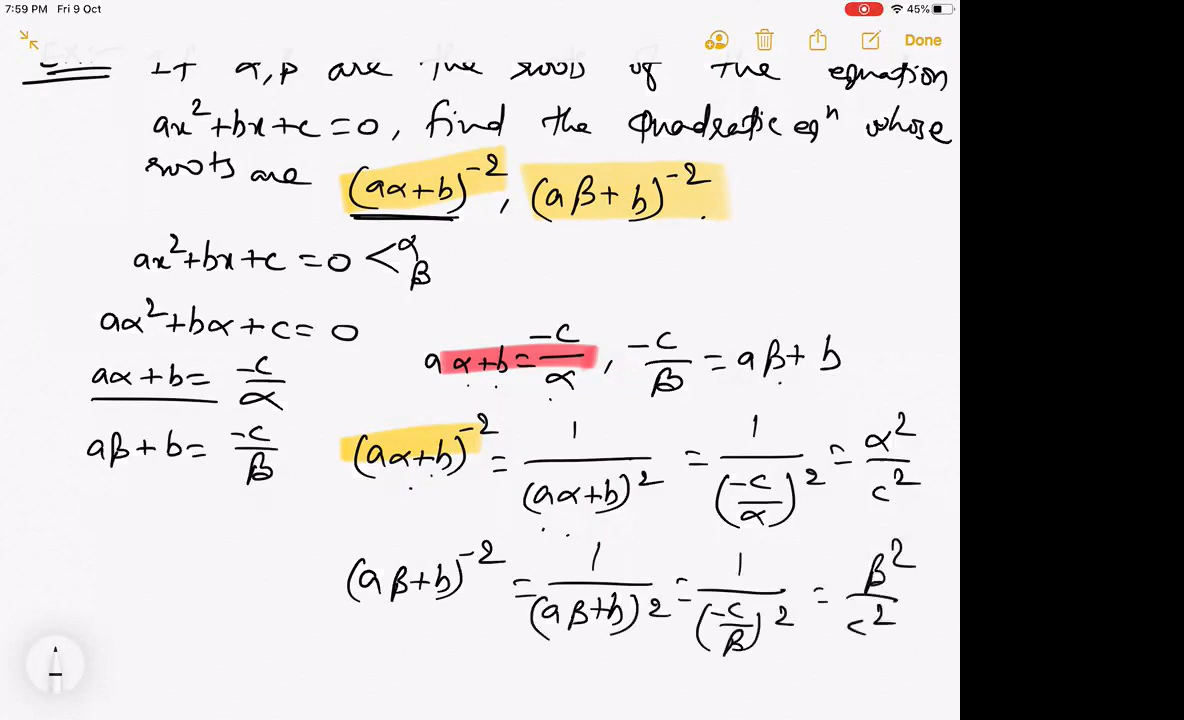 7:59 PM Fri 9 Oct
45%
Done
If α, β are the roots of the equation
ax²+bx+c=0, find the quadratic eqⁿ whose
roots are (aα+b)⁻², (aβ+b)⁻².
ax²+bx+c=0 < α β
aα²+bα+c=0
aα+b= -c/α
aβ+b= -c/β
aα+b= -c/α, -c/β = aβ+b
(aα+b)⁻² = 1/(aα+b)² = 1/(-c/α)² = α²/c²
(aβ+b)⁻² = 1/(aβ+b)² = 1/(-c/β)² = β²/c²